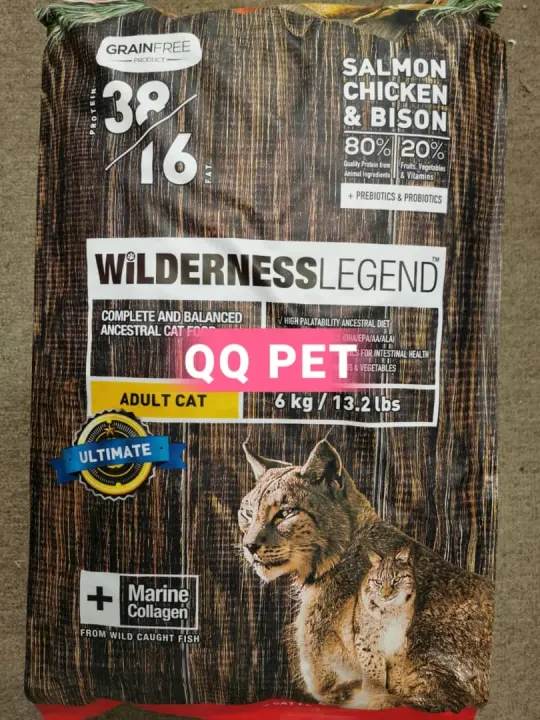 GRAINFREE
PRODUCT
PROTEIN
38
16
FAT
SALMON
CHICKEN
& BISON
80% 20%
Quality Protein from Fruits, Vegetables
Animal Ingredients & Vitamins
+ PREBIOTICS & PROBIOTICS
WiLDERNESSLEGEND™
COMPLETE AND BALANCED
ANCESTRAL CAT FOOD
√ HIGH PALATABILITY ANCESTRAL DIET
(DHA/EPA/AA/ALA)
FOR INTESTINAL HEALTH
& VEGETABLES
QQ PET
ADULT CAT
6 kg / 13.2 lbs
ULTIMATE
+ Marine
Collagen
FROM WILD CAUGHT FISH